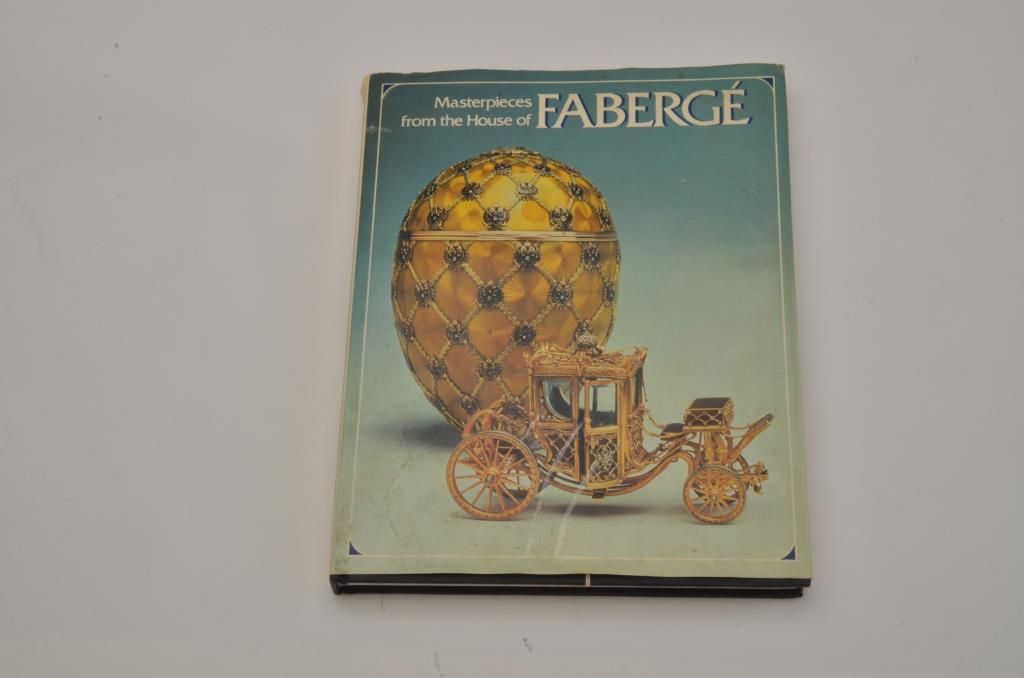 Masterpieces
from the House of FABERGÉ